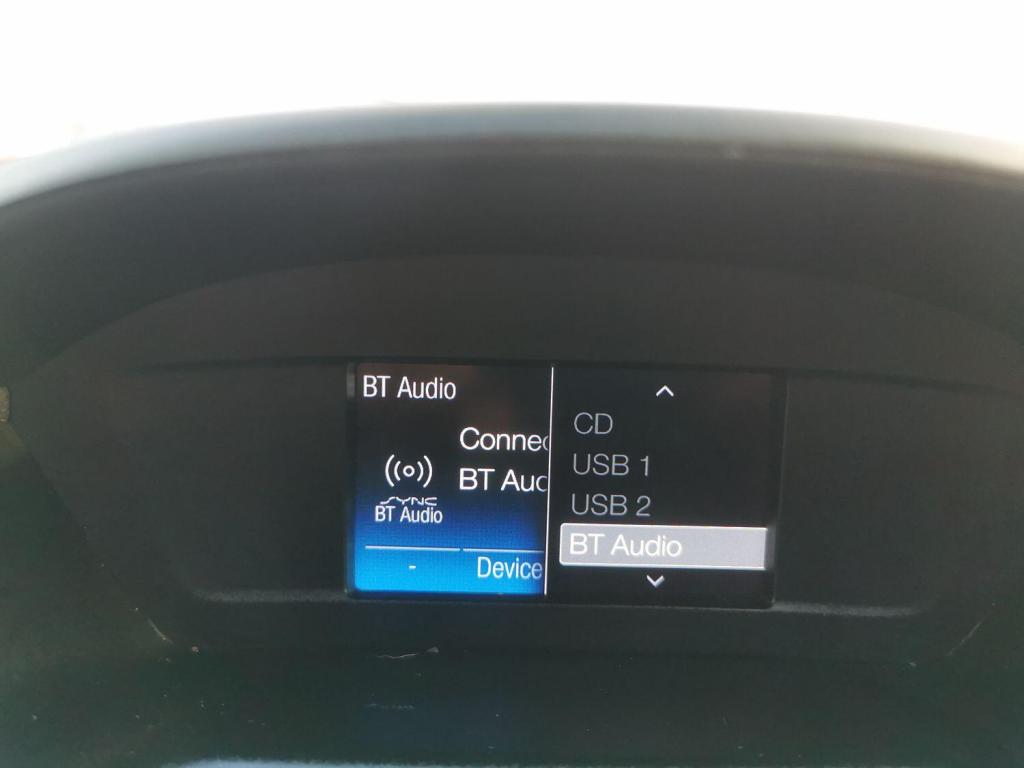 BT Audio
Connec
BT Auc
SYNC
BT Audio
-
Device
CD
USB 1
USB 2
BT Audio